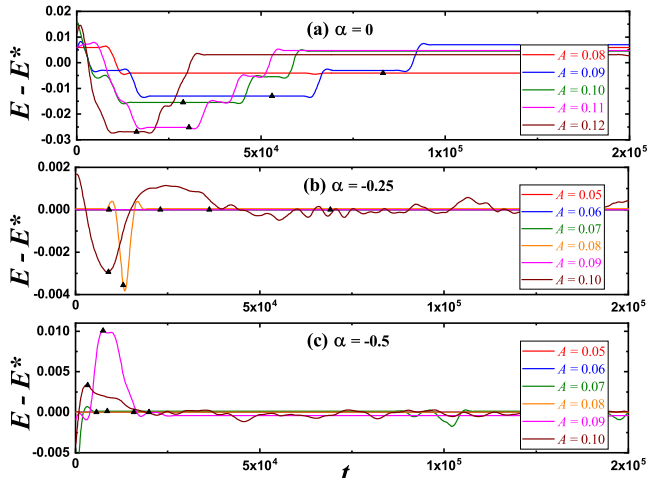 (a) α = 0
E - E*
0.01
0.00
-0.01
-0.02
-0.03
A = 0.08
A = 0.09
A = 0.10
A = 0.11
A = 0.12
0 5x10⁴ 1x10⁵ 2x10⁵
(b) α = -0.25
E - E*
0.002
0.000
-0.002
-0.004
A = 0.05
A = 0.06
A = 0.07
A = 0.08
A = 0.09
A = 0.10
0 5x10⁴ 1x10⁵ 2x10⁵
(c) α = -0.5
E - E*
0.010
0.005
0.000
-0.005
A = 0.05
A = 0.06
A = 0.07
A = 0.08
A = 0.09
A = 0.10
0 5x10⁴ 1x10⁵ 2x10⁵
t